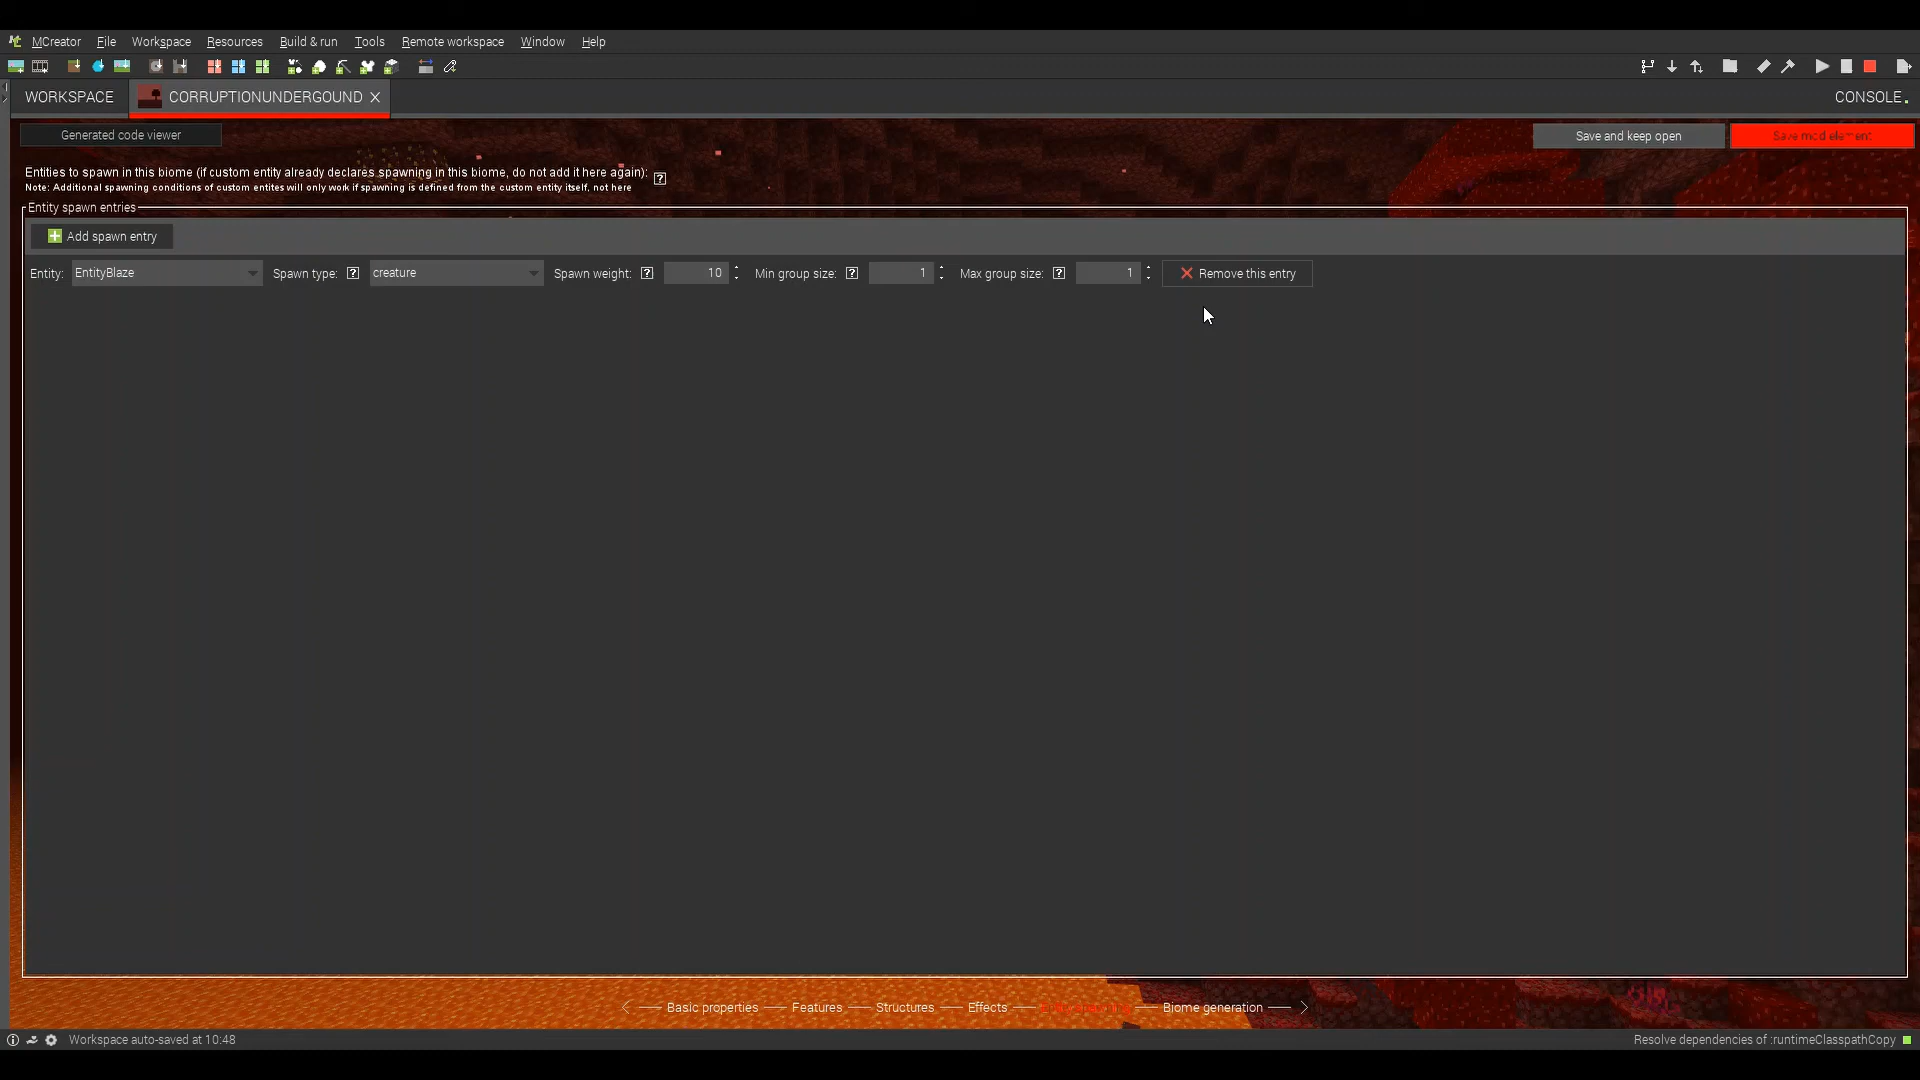 MCreator File Workspace Resources Build & run Tools Remote workspace Window Help
WORKSPACE CORRUPTIONUNDERGOUND CONSOLE
Generated code viewer Save and keep open Save mod element
Entities to spawn in this biome (if custom entity already declares spawning in this biome, do not add it here again): ?
Note: Additional spawning conditions of custom entites will only work if spawning is defined from the custom entity itself, not here
Entity spawn entries
Add spawn entry
Entity: EntityBlaze Spawn type: ? creature Spawn weight: ? 10 Min group size: ? 1 Max group size: ? 1 Remove this entry
Basic properties Features Structures Effects Biome generation
Workspace auto-saved at 10:48 Resolve dependencies of :runtimeClasspathCopy